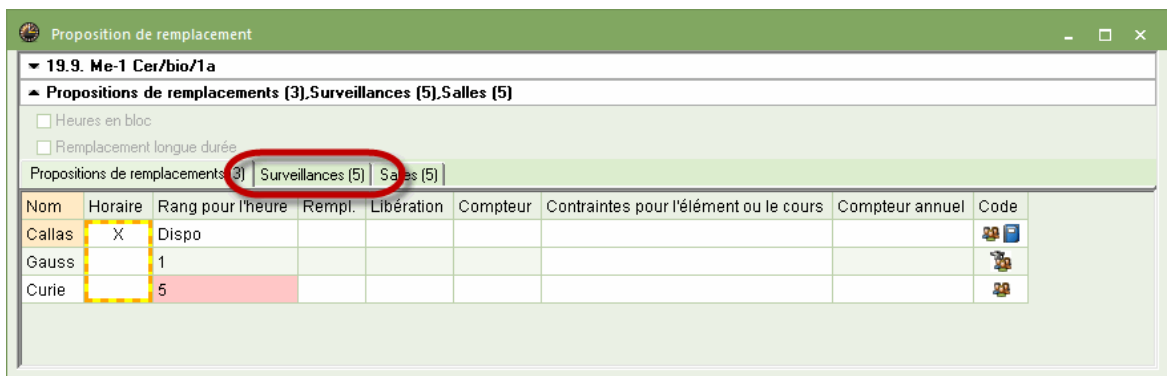 Proposition de remplacement
19.9. Me-1 Cer/bio/1a
Propositions de remplacements (3),Surveillances (5),Salles (5)
Heures en bloc
Remplacement longue durée
Propositions de remplacements (3) Surveillances (5) Salles (5)
Nom Horaire Rang pour l'heure Rempl. Libération Compteur Contraintes pour l'élément ou le cours Compteur annuel Code
Callas X Dispo
Gauss 1
Curie 5